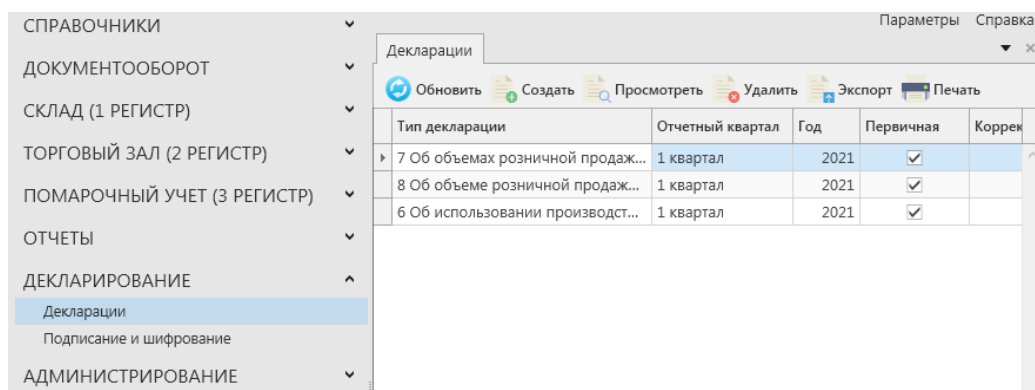 СПРАВОЧНИКИ
ДОКУМЕНТООБОРОТ
СКЛАД (1 РЕГИСТР)
ТОРГОВЫЙ ЗАЛ (2 РЕГИСТР)
ПОМАРОЧНЫЙ УЧЕТ (3 РЕГИСТР)
ОТЧЕТЫ
ДЕКЛАРИРОВАНИЕ
Декларации
Подписание и шифрование
АДМИНИСТРИРОВАНИЕ
Параметры Справка
Декларации
Обновить Создать Просмотреть Удалить Экспорт Печать
Тип декларации Отчетный квартал Год Первичная Коррек
7 Об объемах розничной продаж... 1 квартал 2021
8 Об объеме розничной продаж... 1 квартал 2021
6 Об использовании производст... 1 квартал 2021